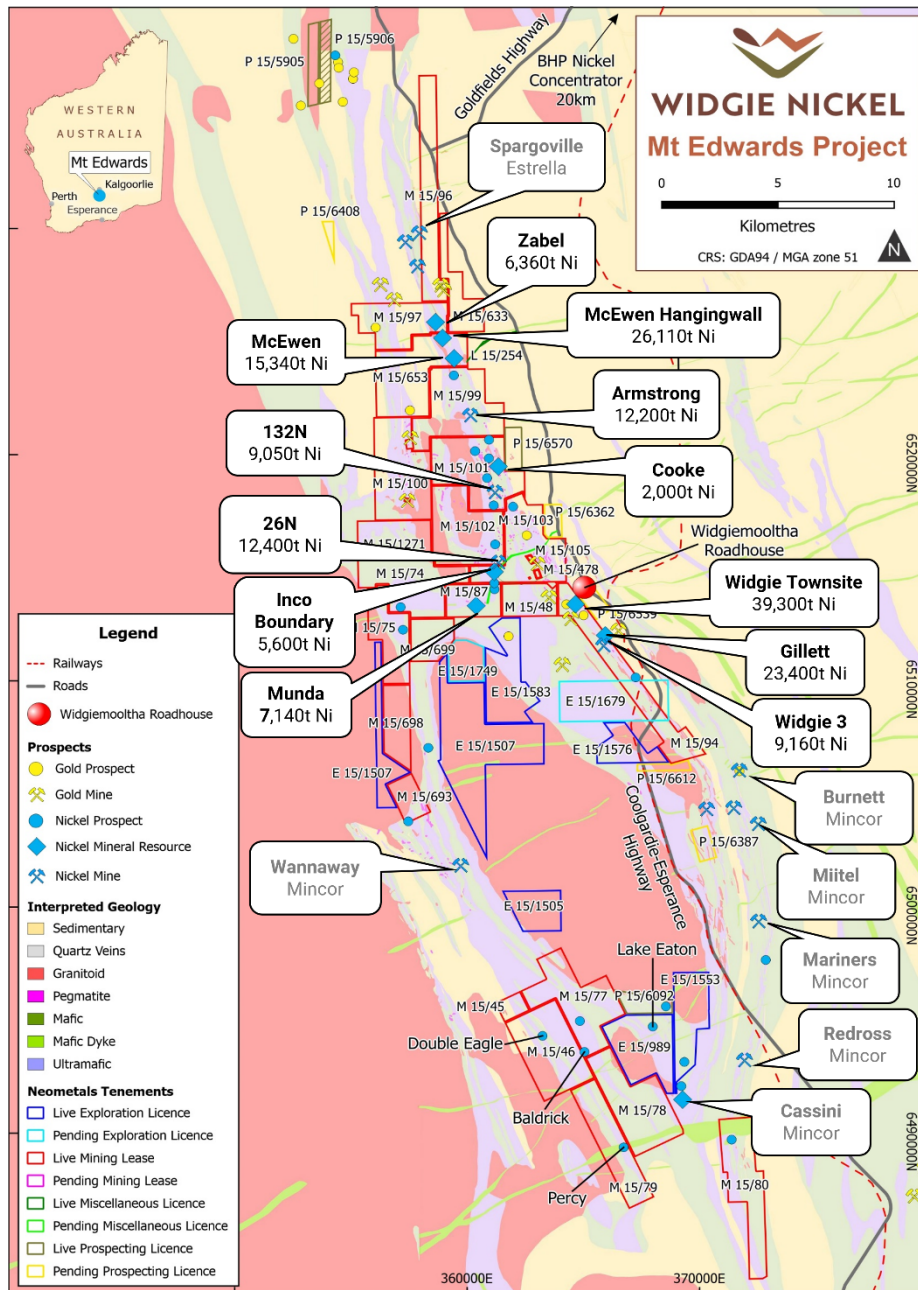 P 15/5906
P 15/5905
Goldfields Highway
BHP Nickel
Concentrator
20km
WIDGIE NICKEL
Mt Edwards Project
0
5
10
Kilometres
CRS: GDA94 / MGA zone 51
N
WESTERN
AUSTRALIA
Mt Edwards
Kalgoorlie
Perth
Esperance
Spargoville
Estrella
M 15/96
P 15/6408
Zabel
6,360t Ni
M 15/97
M 15/633
McEwen Hangingwall
26,110t Ni
McEwen
15,340t Ni
L 15/254
M 15/653
M 15/99
Armstrong
12,200t Ni
132N
9,050t Ni
P 15/6570
M 15/101
Cooke
2,000t Ni
6520000N
M 15/100
M 15/102
M 15/103
P 15/6362
26N
12,400t Ni
M 15/1271
M 15/105
Widgiemooltha
Roadhouse
M 15/74
M 15/478
M 15/87
M 15/48
Widgie Townsite
39,300t Ni
Inco
Boundary
5,600t Ni
P 15/6539
M 15/75
M 15/699
Gillett
23,400t Ni
E 15/1749
E 15/1583
E 15/1679
6510000N
Munda
7,140t Ni
Widgie 3
9,160t Ni
M 15/698
E 15/1507
E 15/1576
M 15/94
E 15/1507
P 15/6612
M 15/693
Burnett
Mincor
P 15/6387
Coolgardie-Esperance
Highway
Miitel
Mincor
Wannaway
Mincor
E 15/1505
6500000N
Mariners
Mincor
Lake Eaton
E 15/1553
M 15/45
M 15/77
P 15/6092
Double Eagle
M 15/46
E 15/989
Redross
Mincor
Baldrick
M 15/78
Cassini
Mincor
6490000N
Percy
M 15/79
M 15/80
360000E
370000E
Legend
Railways
Roads
Widgiemooltha Roadhouse
Prospects
Gold Prospect
Gold Mine
Nickel Prospect
Nickel Mineral Resource
Nickel Mine
Interpreted Geology
Sedimentary
Quartz Veins
Granitoid
Pegmatite
Mafic
Mafic Dyke
Ultramafic
Neometals Tenements
Live Exploration Licence
Pending Exploration Licence
Live Mining Lease
Pending Mining Lease
Live Miscellaneous Licence
Pending Miscellaneous Licence
Live Prospecting Licence
Pending Prospecting Licence